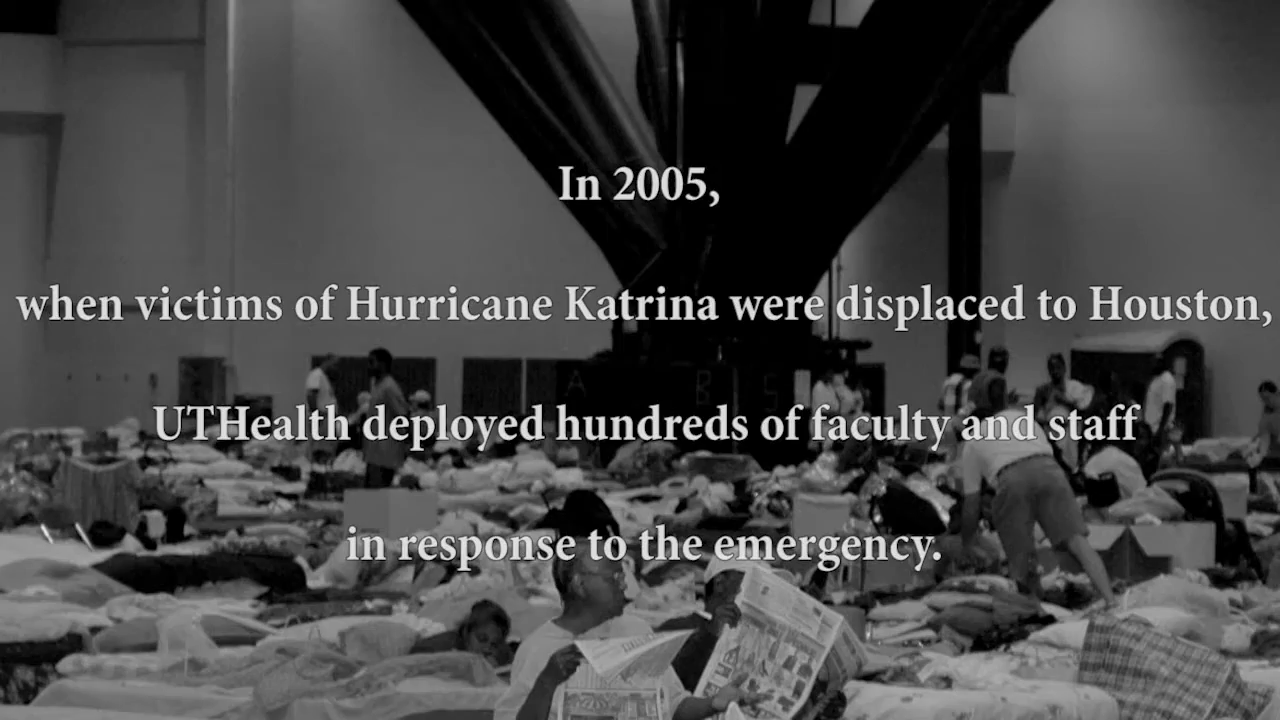 In 2005,
when victims of Hurricane Katrina were displaced to Houston,
UTHealth deployed hundreds of faculty and staff
in response to the emergency.
A B 5